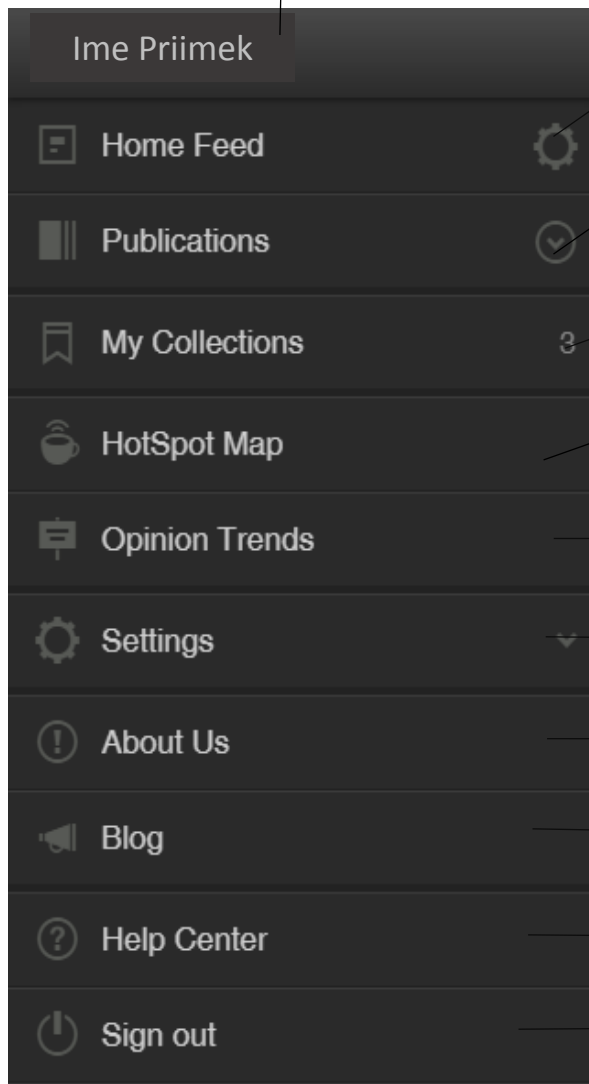 Ime Priimek
Home Feed
Publications
My Collections 3
HotSpot Map
Opinion Trends
Settings
About Us
Blog
Help Center
Sign out